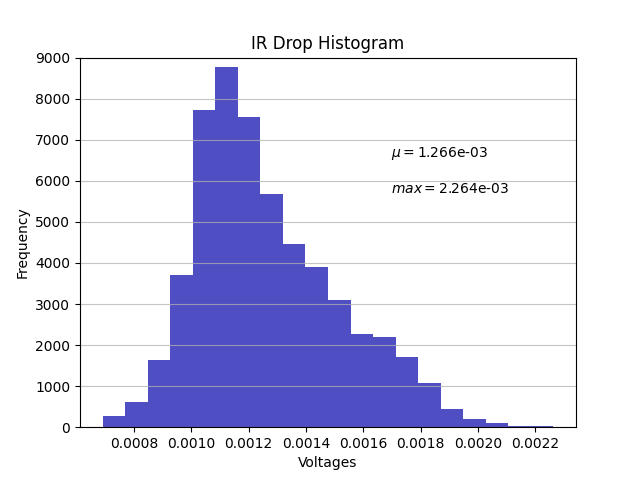 IR Drop Histogram
9000
8000
7000
6000
5000
4000
3000
2000
1000
0
Frequency
μ = 1.266e-03
max = 2.264e-03
0.0008 0.0010 0.0012 0.0014 0.0016 0.0018 0.0020 0.0022
Voltages